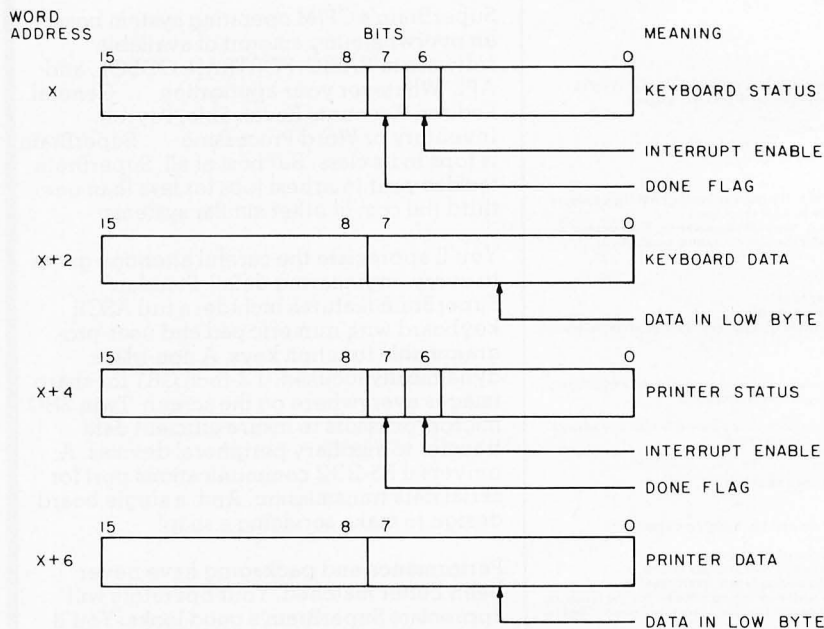 WORD
ADDRESS
BITS
MEANING
15 8 7 6 0
X
KEYBOARD STATUS
INTERRUPT ENABLE
DONE FLAG
15 8 7 0
X+2
KEYBOARD DATA
DATA IN LOW BYTE
15 8 7 6 0
X+4
PRINTER STATUS
INTERRUPT ENABLE
DONE FLAG
15 8 7 0
X+6
PRINTER DATA
DATA IN LOW BYTE